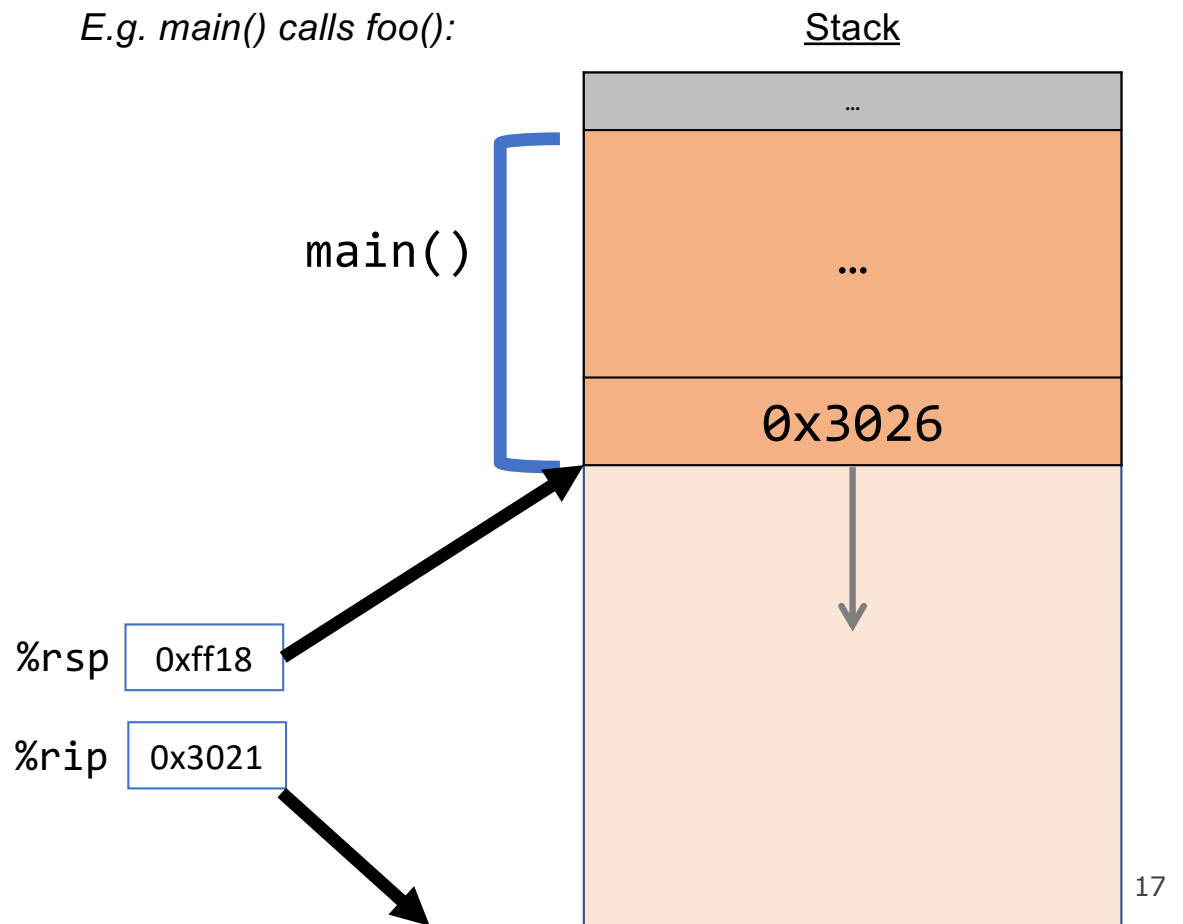 E.g. main() calls foo():
Stack
…
main()
…
0x3026
%rsp
0xff18
%rip
0x3021
17